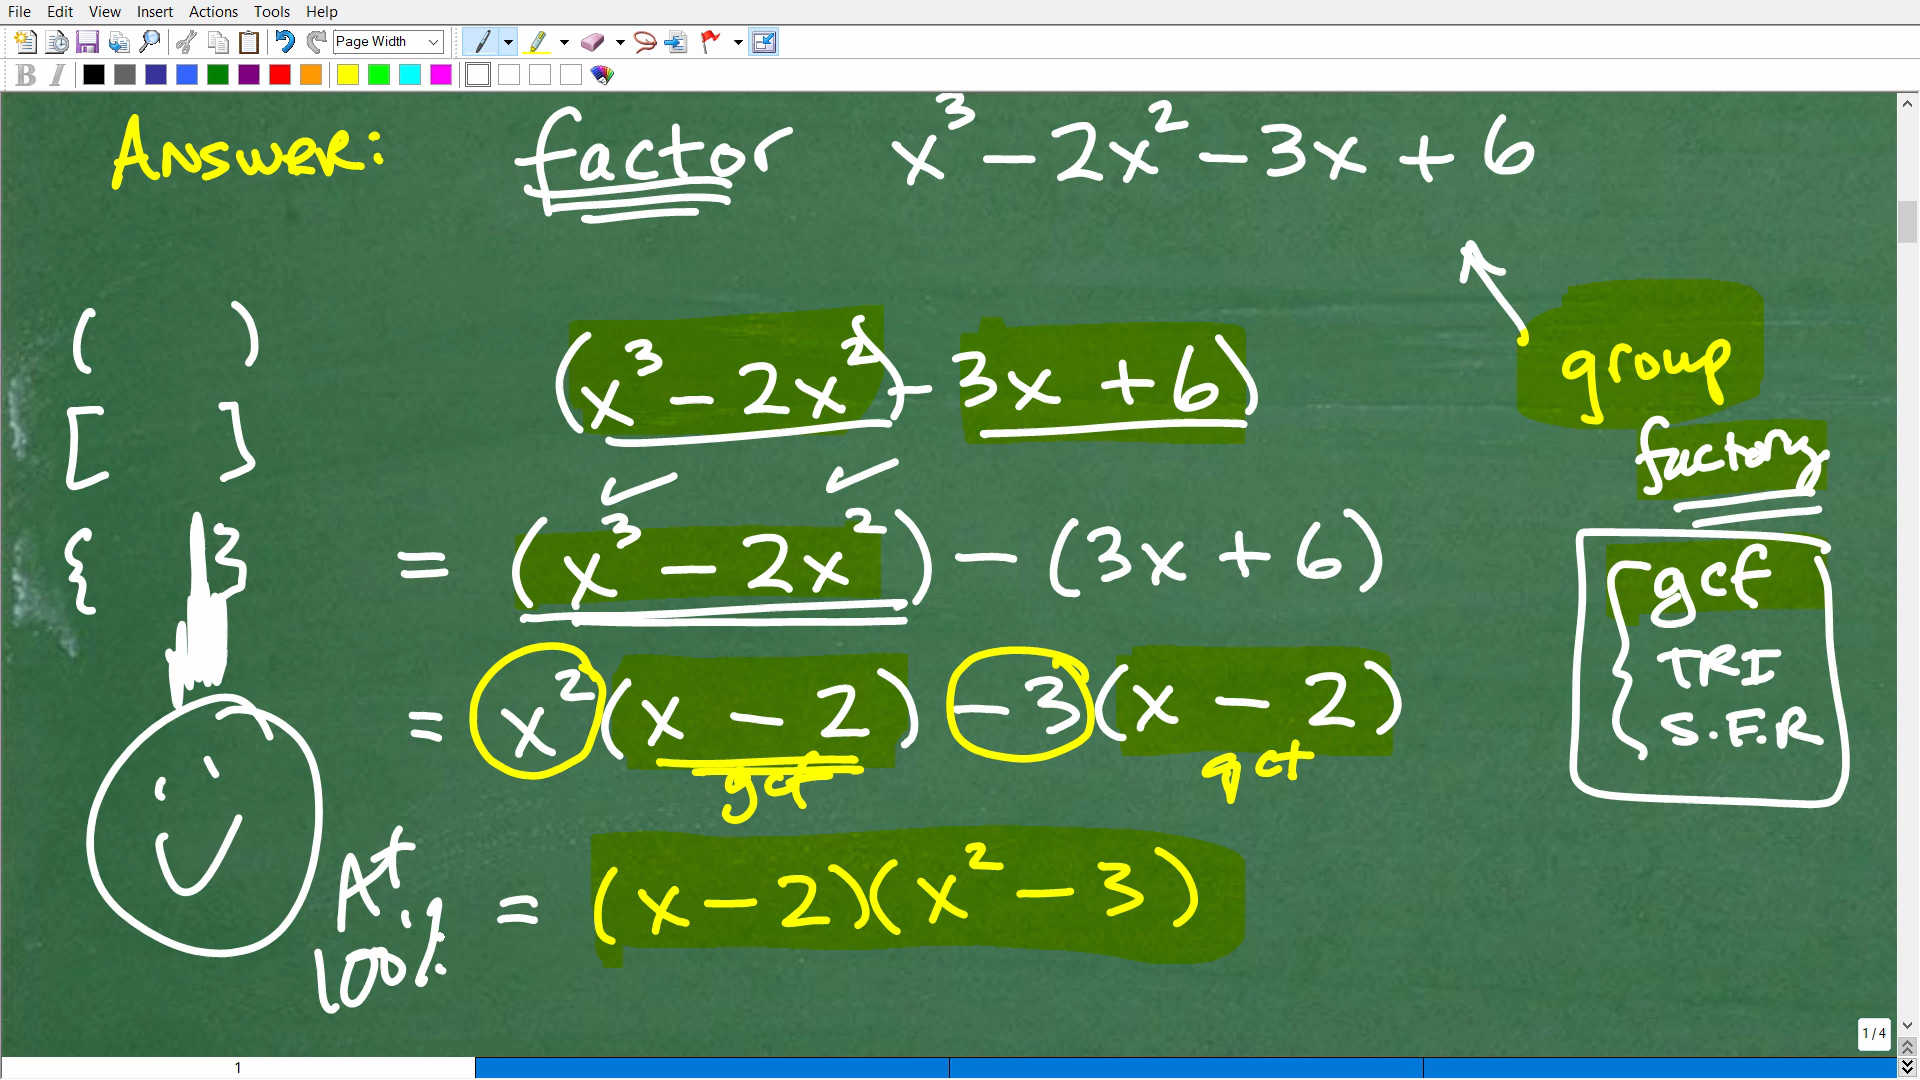 File Edit View Insert Actions Tools Help
Page Width
B I
Answer: factor x³ − 2x² − 3x + 6
( )
[ ]
{ }
(x³ − 2x²) − 3x + 6)
group
factoring
= (x³ − 2x²) − (3x + 6)
gcf
TRI
S.F.R
= x² (x − 2) − 3 (x − 2)
gcf gcf
A+
100%
= (x − 2)(x² − 3)
1 / 4
1